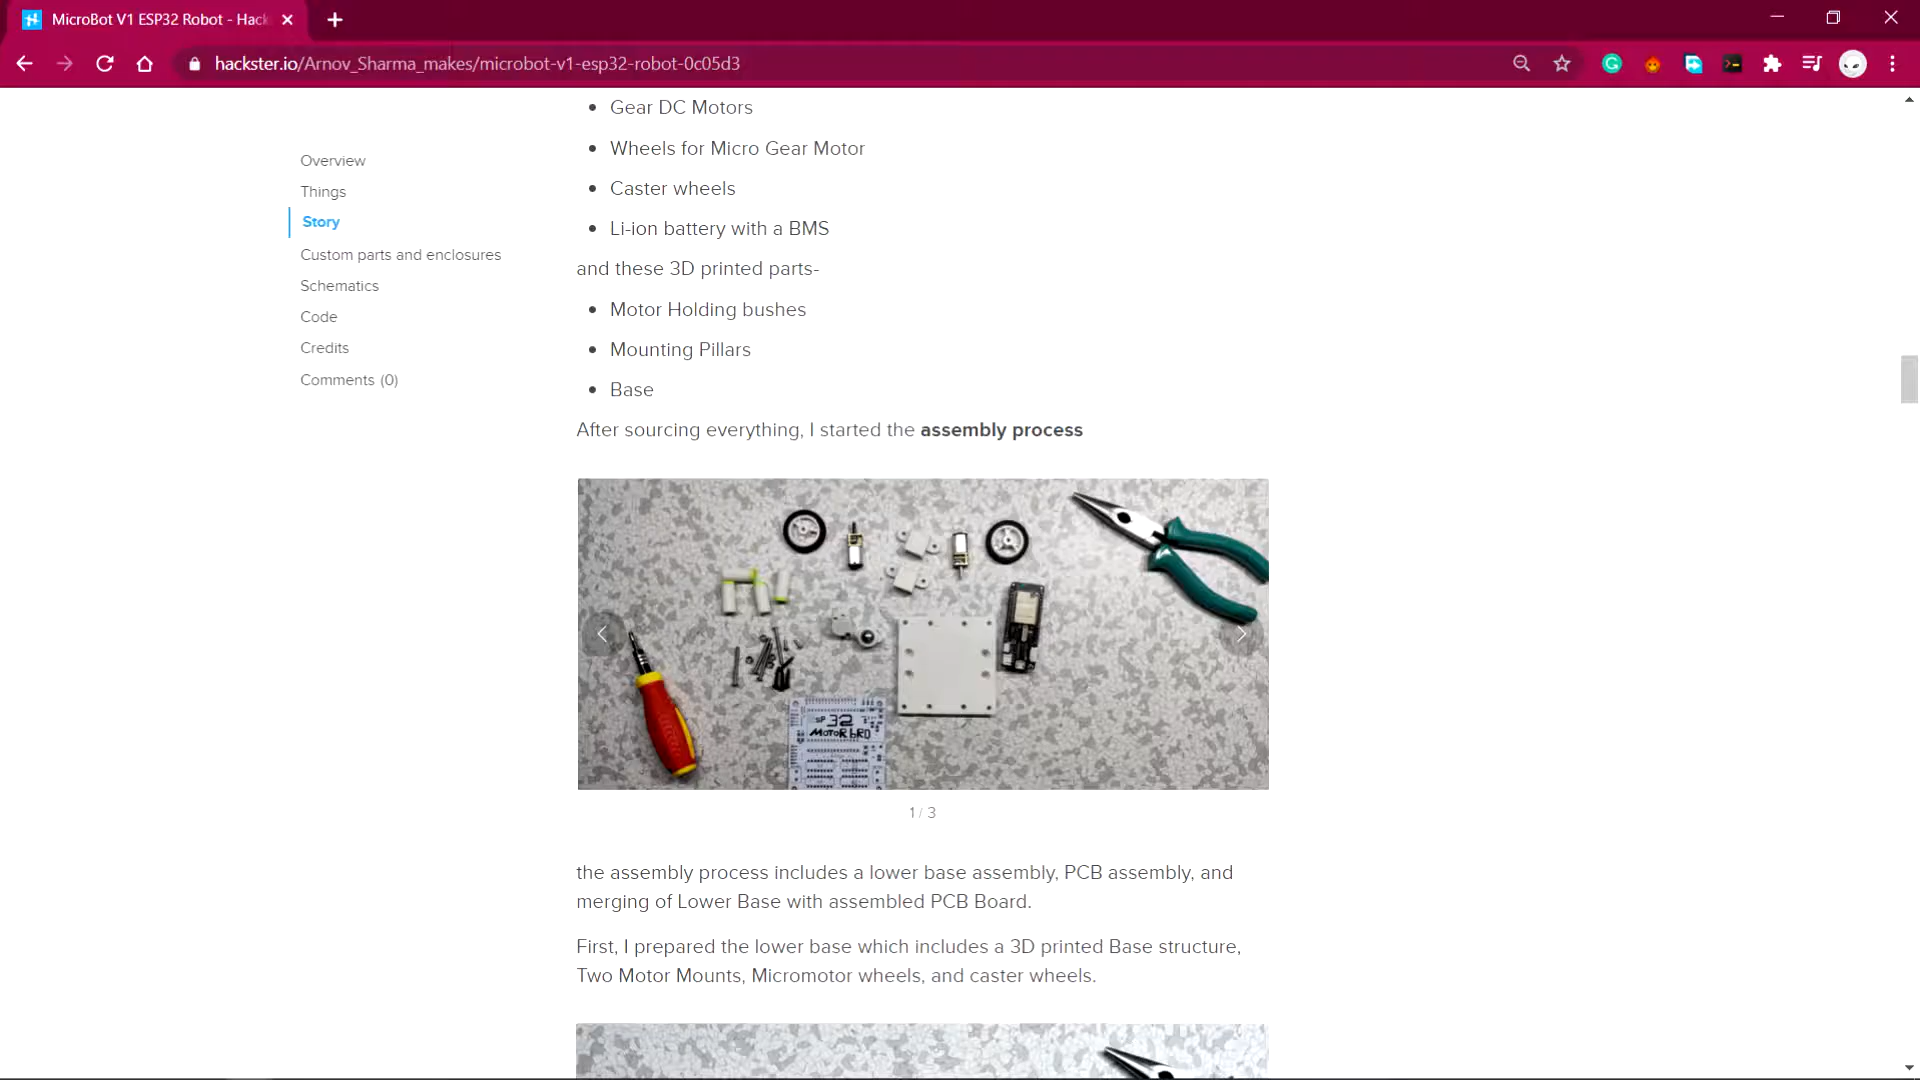 MicroBot V1 ESP32 Robot - Hack
hackster.io/Arnov_Sharma_makes/microbot-v1-esp32-robot-0c05d3
Overview
Things
Story
Custom parts and enclosures
Schematics
Code
Credits
Comments (0)
Gear DC Motors
Wheels for Micro Gear Motor
Caster wheels
Li-ion battery with a BMS
and these 3D printed parts-
Motor Holding bushes
Mounting Pillars
Base
After sourcing everything, I started the assembly process
ESP 32
MOTOR bRD
1 / 3
the assembly process includes a lower base assembly, PCB assembly, and
merging of Lower Base with assembled PCB Board.
First, I prepared the lower base which includes a 3D printed Base structure,
Two Motor Mounts, Micromotor wheels, and caster wheels.